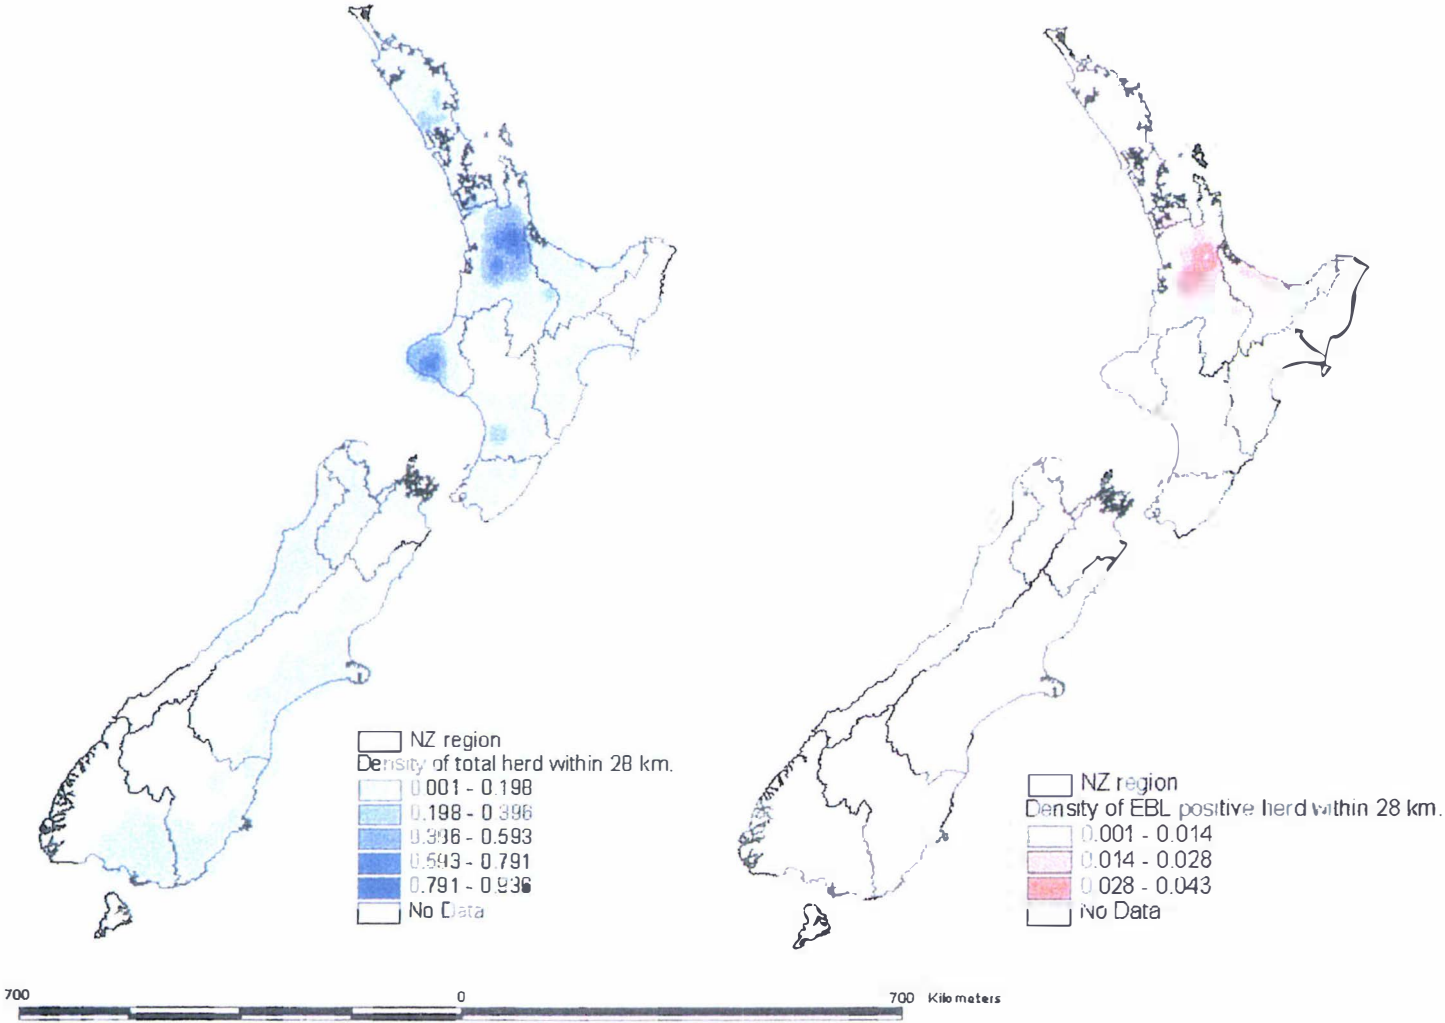 NZ region
Density of total herd within 28 km.
0.001 - 0.198
0.198 - 0.396
0.396 - 0.593
0.593 - 0.791
0.791 - 0.936
No Data
NZ region
Density of EBL positive herd within 28 km.
0.001 - 0.014
0.014 - 0.028
0.028 - 0.043
No Data
700 0 700 Kilometers